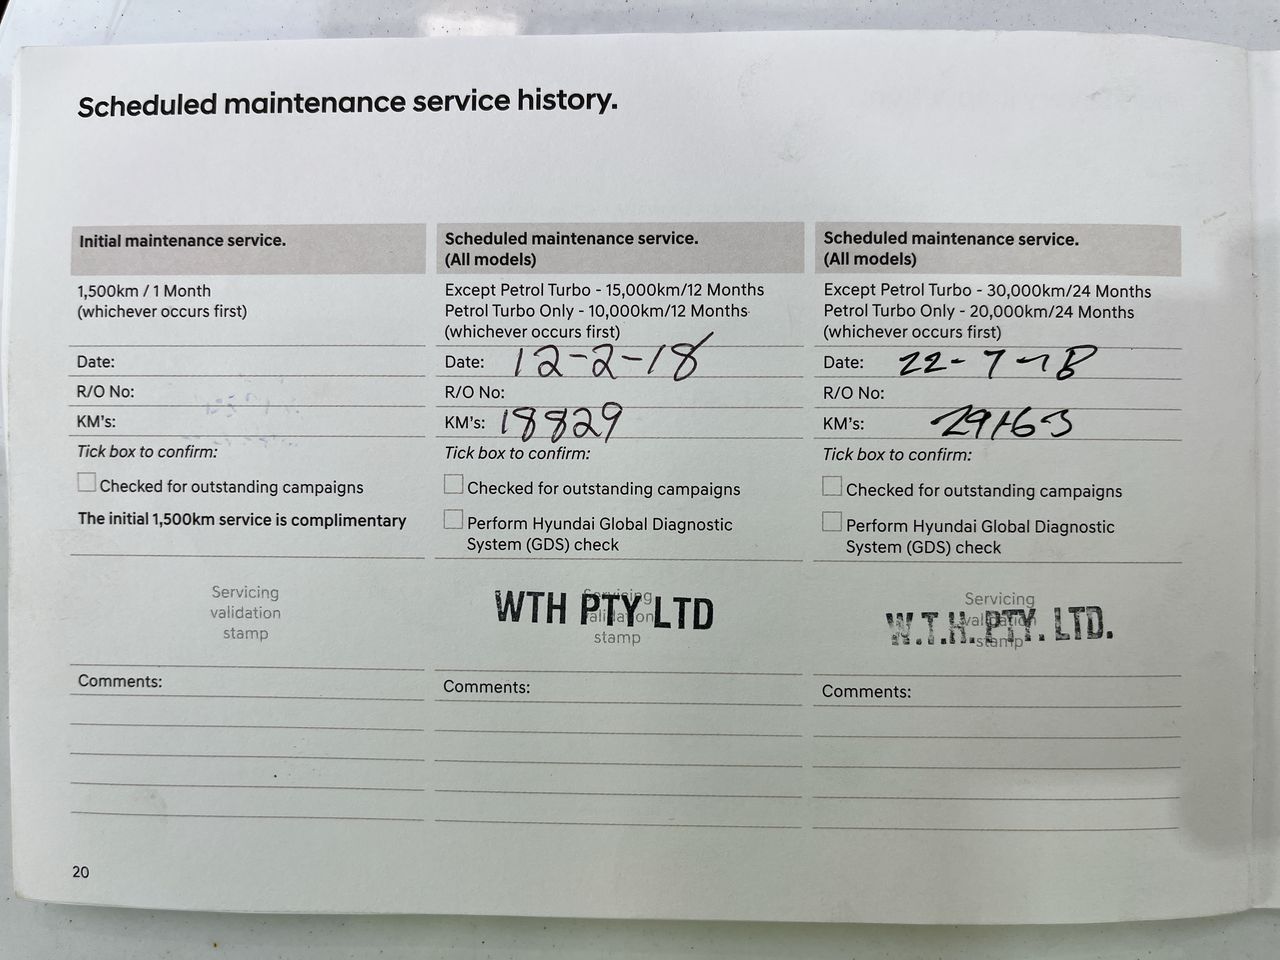 Scheduled maintenance service history.
Initial maintenance service.
1,500km / 1 Month
(whichever occurs first)
Date:
R/O No:
KM's:
Tick box to confirm:
Checked for outstanding campaigns
The initial 1,500km service is complimentary
Servicing
validation
stamp
Comments:
Scheduled maintenance service.
(All models)
Except Petrol Turbo - 15,000km/12 Months
Petrol Turbo Only - 10,000km/12 Months
(whichever occurs first)
Date: 12-2-18
R/O No:
KM's: 18829
Tick box to confirm:
Checked for outstanding campaigns
Perform Hyundai Global Diagnostic
System (GDS) check
Servicing
validation
stamp
WTH PTY LTD
Comments:
Scheduled maintenance service.
(All models)
Except Petrol Turbo - 30,000km/24 Months
Petrol Turbo Only - 20,000km/24 Months
(whichever occurs first)
Date: 22-7-18
R/O No:
KM's: 29163
Tick box to confirm:
Checked for outstanding campaigns
Perform Hyundai Global Diagnostic
System (GDS) check
Servicing
validation
stamp
W.T.H. PTY. LTD.
Comments:
20